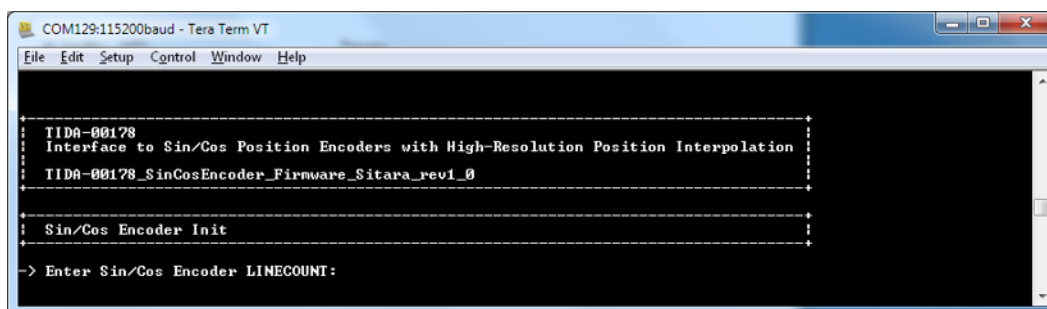 COM129:115200baud - Tera Term VT
File Edit Setup Control Window Help
TIDA-00178
Interface to Sin/Cos Position Encoders with High-Resolution Position Interpolation
TIDA-00178_SinCosEncoder_Firmware_Sitara_rev1_0
Sin/Cos Encoder Init
-> Enter Sin/Cos Encoder LINECOUNT: